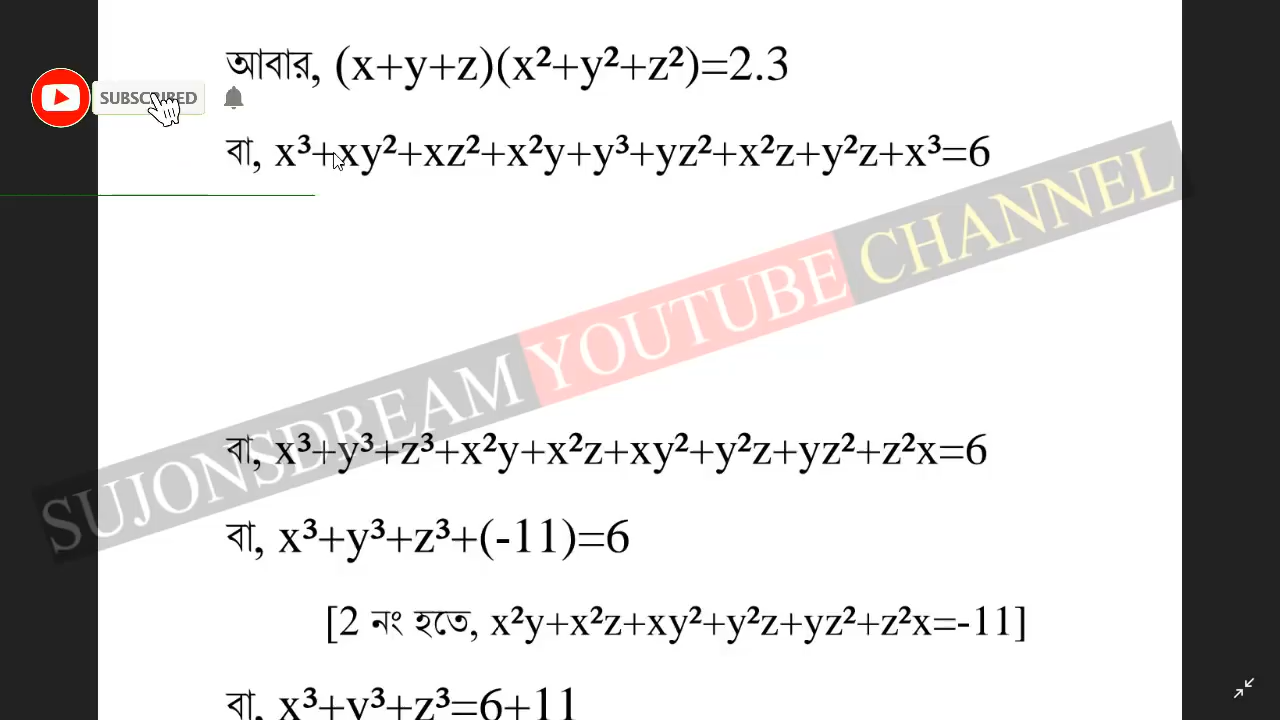 আবার, (x+y+z)(x²+y²+z²)=2.3
SUBSCRIBED
বা, x³+xy²+xz²+x²y+y³+yz²+x²z+y²z+x³=6
SUJONSDREAM YOUTUBE CHANNEL
বা, x³+y³+z³+x²y+x²z+xy²+y²z+yz²+z²x=6
বা, x³+y³+z³+(-11)=6
[2 নং হতে, x²y+x²z+xy²+y²z+yz²+z²x=-11]
বা, x³+y³+z³=6+11